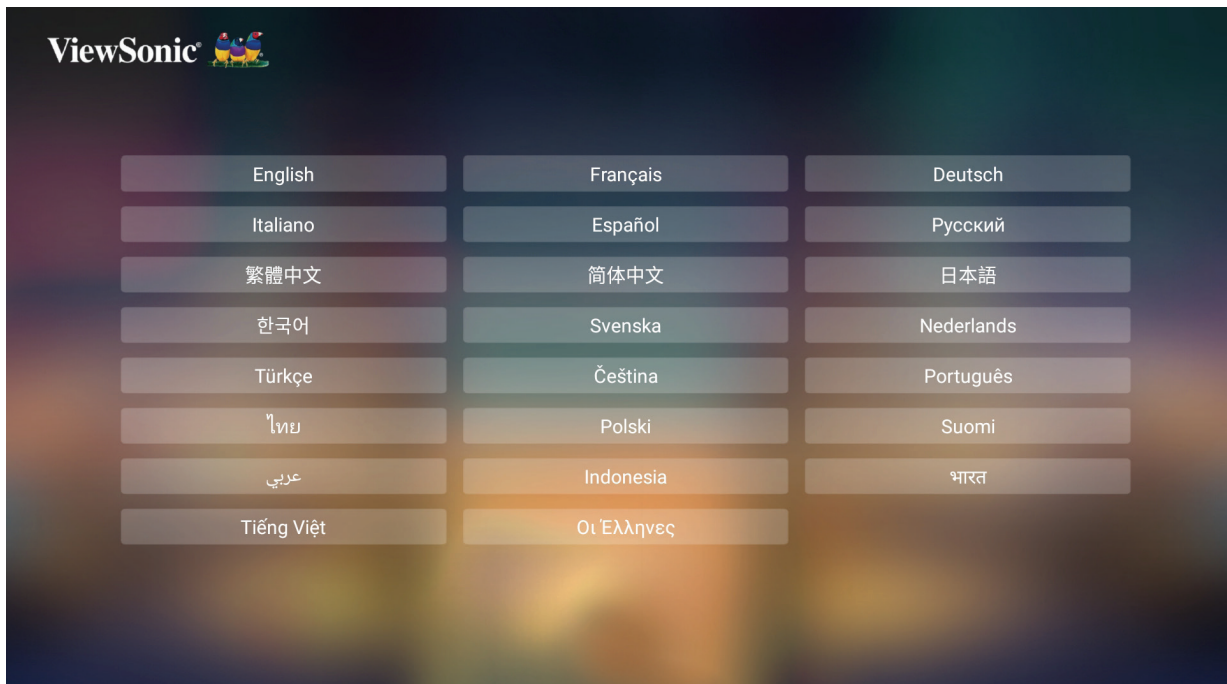 ViewSonic®
English Français Deutsch
Italiano Español Русский
繁體中文 简体中文 日本語
한국어 Svenska Nederlands
Türkçe Čeština Português
ไทย Polski Suomi
عربي Indonesia भारत
Tiếng Việt Οι Έλληνες